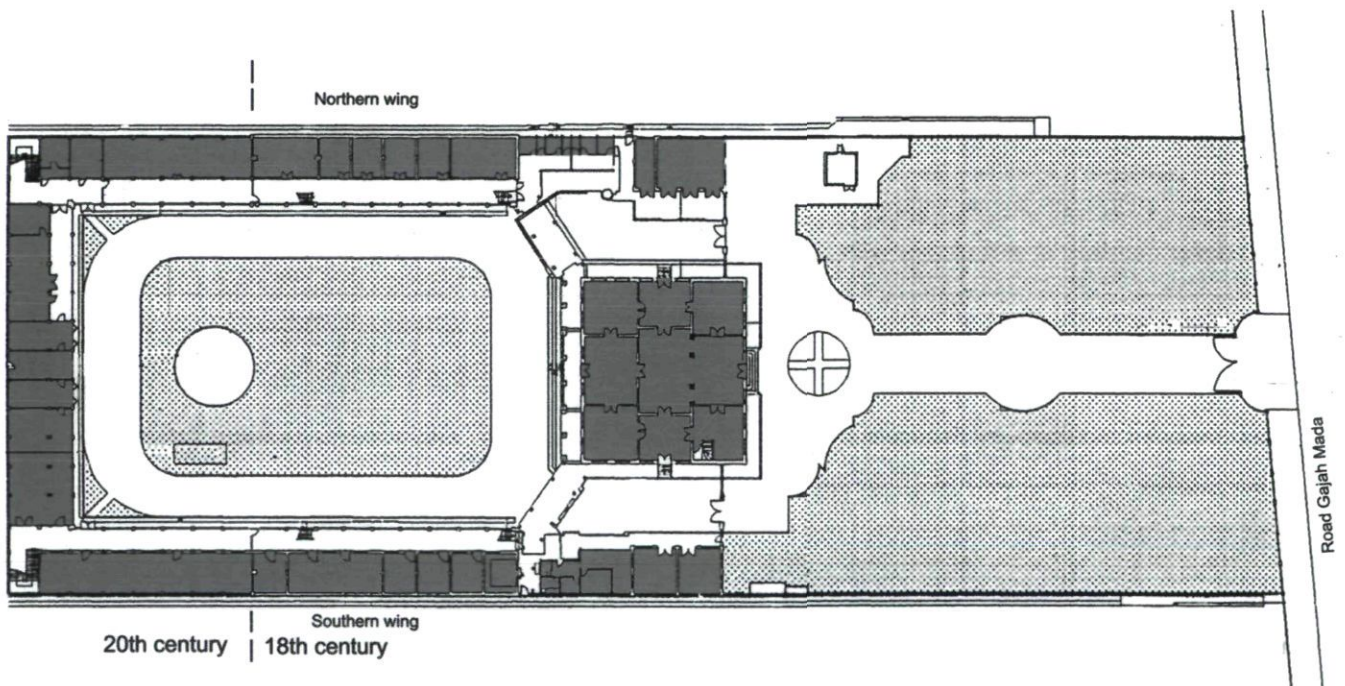 Northern wing
Road Gajah Mada
Southern wing
20th century
18th century